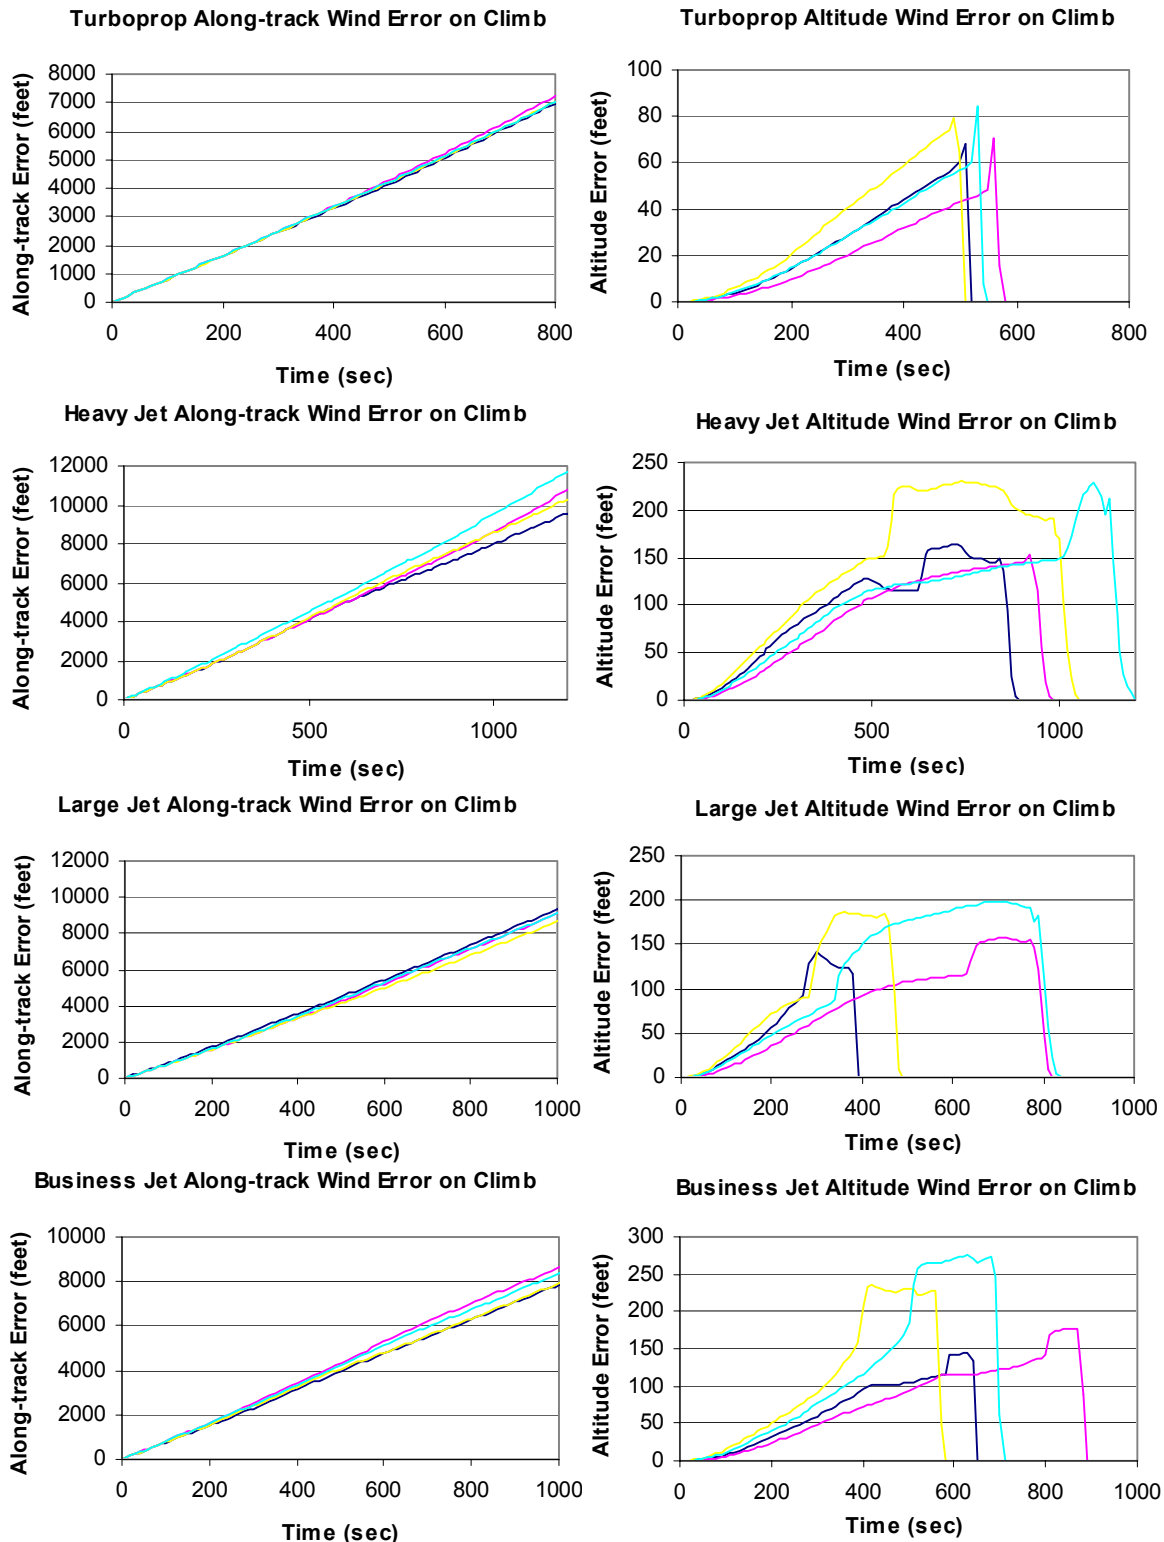 Turboprop Along-track Wind Error on Climb
8000
7000
6000
5000
4000
3000
2000
1000
0
Along-track Error (feet)
0 200 400 600 800
Time (sec)
Turboprop Altitude Wind Error on Climb
100
80
60
40
20
0
Altitude Error (feet)
0 200 400 600 800
Time (sec)
Heavy Jet Along-track Wind Error on Climb
12000
10000
8000
6000
4000
2000
0
Along-track Error (feet)
0 500 1000
Time (sec)
Heavy Jet Altitude Wind Error on Climb
250
200
150
100
50
0
Altitude Error (feet)
0 500 1000
Time (sec)
Large Jet Along-track Wind Error on Climb
12000
10000
8000
6000
4000
2000
0
Along-track Error (feet)
0 200 400 600 800 1000
Time (sec)
Large Jet Altitude Wind Error on Climb
250
200
150
100
50
0
Altitude Error (feet)
0 200 400 600 800 1000
Time (sec)
Business Jet Along-track Wind Error on Climb
10000
8000
6000
4000
2000
0
Along-track Error (feet)
0 200 400 600 800 1000
Time (sec)
Business Jet Altitude Wind Error on Climb
300
250
200
150
100
50
0
Altitude Error (feet)
0 200 400 600 800 1000
Time (sec)